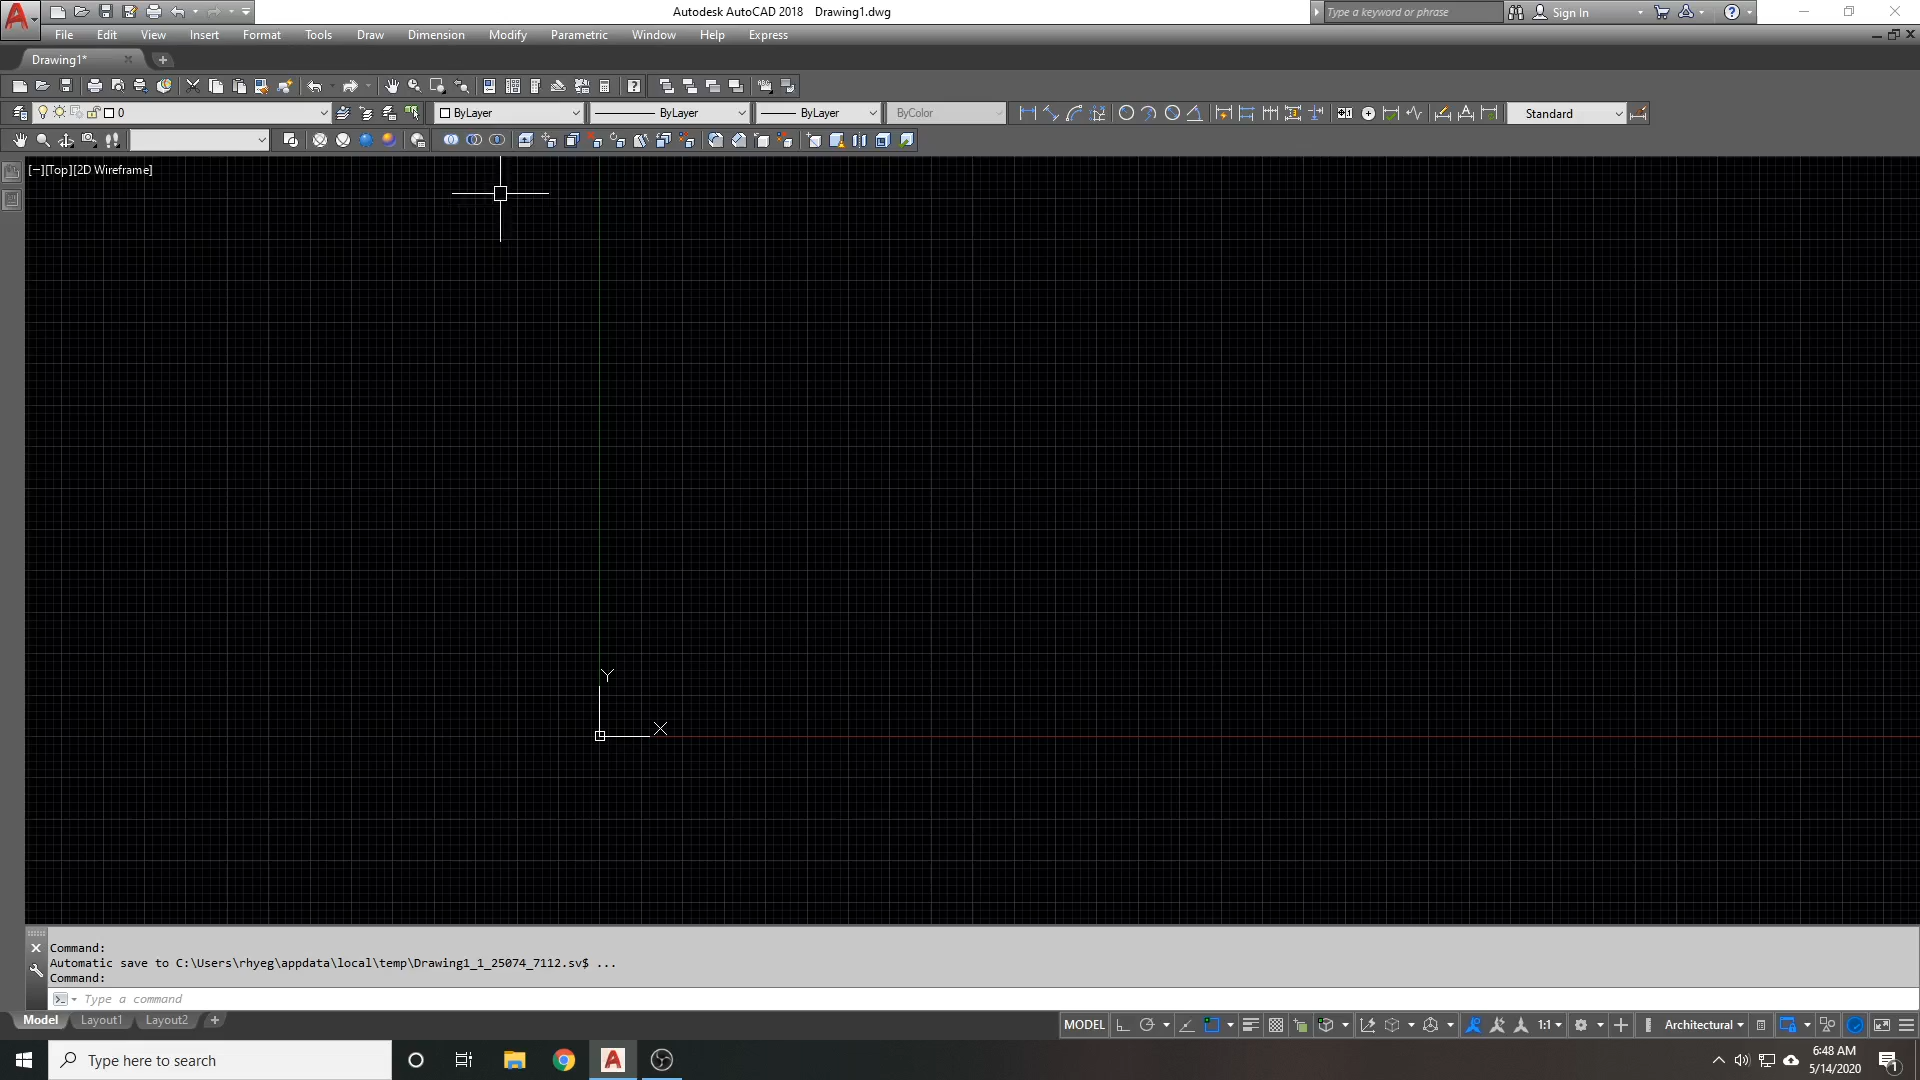 Autodesk AutoCAD 2018 Drawing1.dwg
Type a keyword or phrase
Sign In
File Edit View Insert Format Tools Draw Dimension Modify Parametric Window Help Express
Drawing1*
0
ByLayer
ByLayer
ByLayer
ByColor
Standard
[−][Top][2D Wireframe]
Y
X
Command:
Automatic save to C:\Users\rhyeg\appdata\local\temp\Drawing1_1_25074_7112.sv$ ...
Command:
Type a command
Model Layout1 Layout2
MODEL
1:1
Architectural
Type here to search
6:48 AM
5/14/2020
1